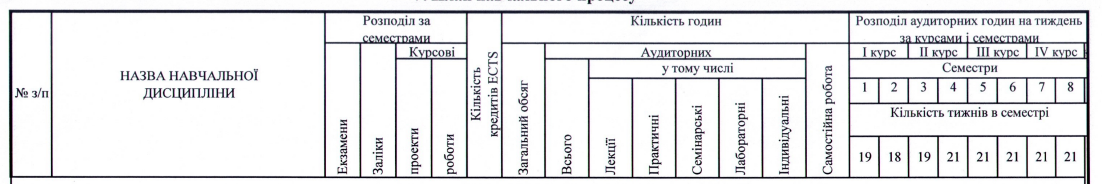 № з/п
НАЗВА НАВЧАЛЬНОЇ
ДИСЦИПЛІНИ
Розподіл за
семестрами
Екзамени
Заліки
Курсові
проекти
роботи
Кількість
кредитів ECTS
Кількість годин
Загальний обсяг
Аудиторних
Всього
у тому числі
Лекції
Практичні
Семінарські
Лабораторні
Індивідуальні
Самостійна робота
Розподіл аудиторних годин на тиждень
за курсами і семестрами
І курс ІІ курс ІІІ курс ІV курс
Семестри
1 2 3 4 5 6 7 8
Кількість тижнів в семестрі
19 18 19 21 21 21 21 21